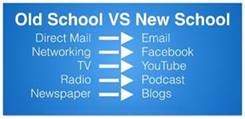 Old School VS New School
Direct Mail Email
Networking Facebook
TV YouTube
Radio Podcast
Newspaper Blogs